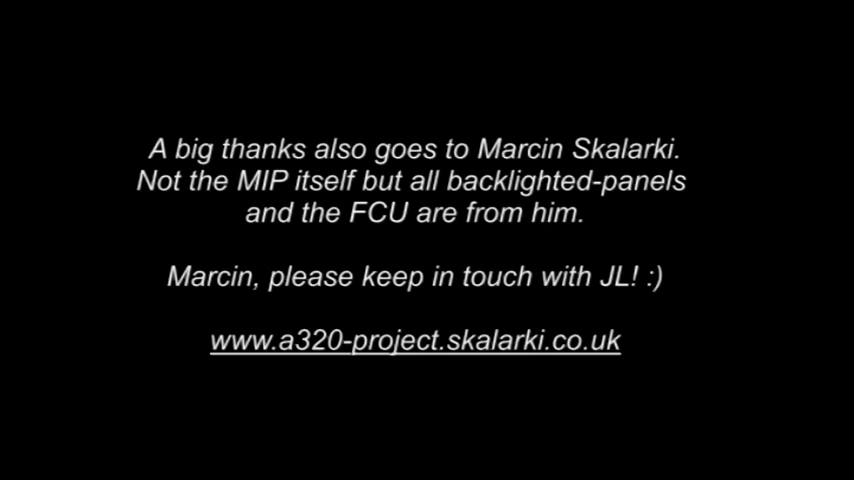 A big thanks also goes to Marcin Skalarki.
Not the MIP itself but all backlighted-panels
and the FCU are from him.
Marcin, please keep in touch with JL! :)
www.a320-project.skalarki.co.uk